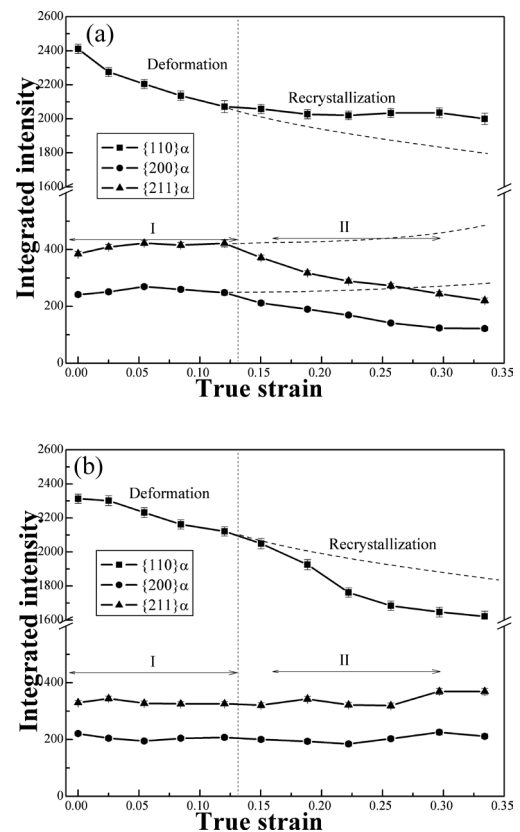 (a)
Deformation
Recrystallization
{110}α
{200}α
{211}α
I
II
2600
2400
2200
2000
1800
1600
400
200
0
Integrated intensity
0.00
0.05
0.10
0.15
0.20
0.25
0.30
0.35
True strain
(b)
Deformation
Recrystallization
{110}α
{200}α
{211}α
I
II
2600
2400
2200
2000
1800
1600
400
200
0
Integrated intensity
0.00
0.05
0.10
0.15
0.20
0.25
0.30
0.35
True strain